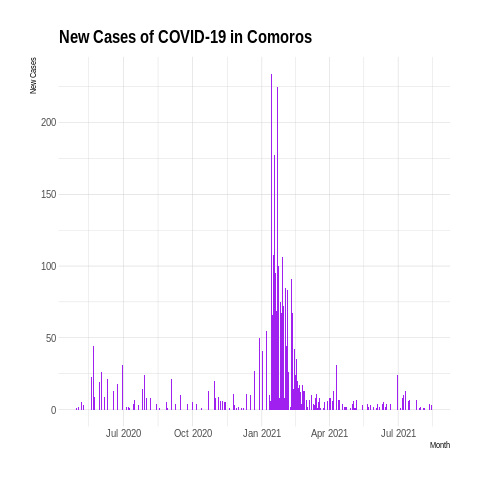 New Cases of COVID-19 in Comoros
New Cases
200
150
100
50
0
Jul 2020 Oct 2020 Jan 2021 Apr 2021 Jul 2021
Month